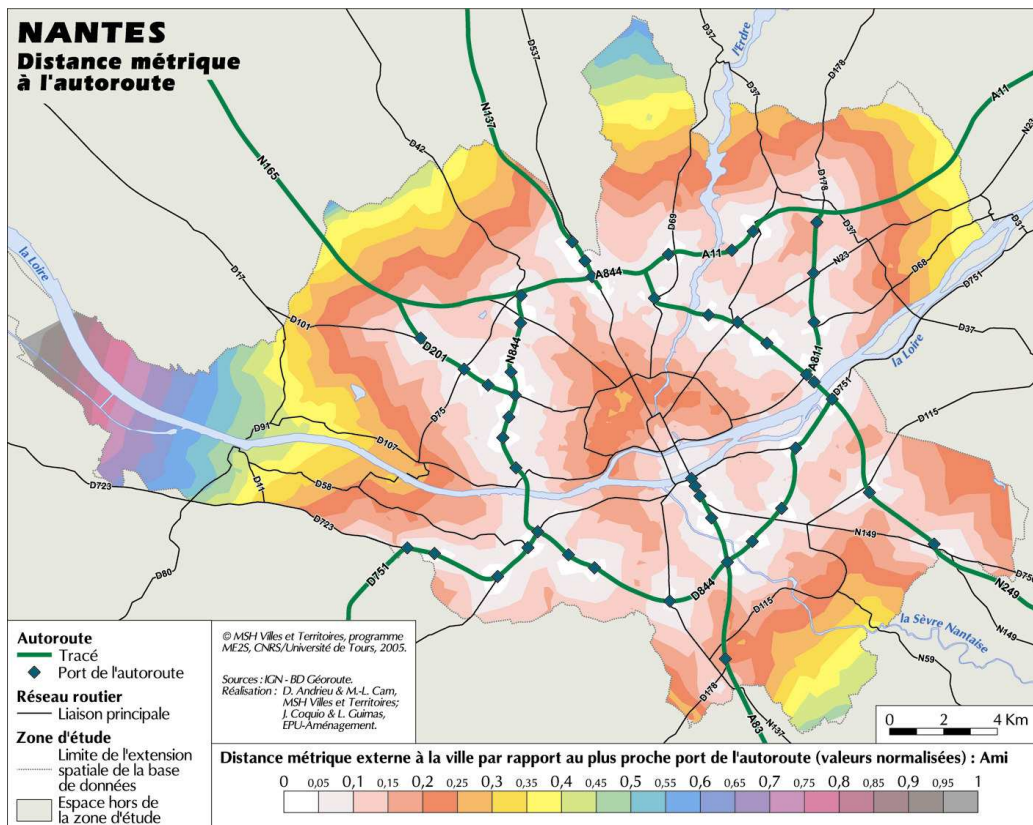 NANTES
Distance métrique
à l'autoroute
D37
l'Erdre
D178
D537
N137
D37
A11
N23
D42
N165
D178
D69
D37
D31
A11
N23
la Loire
D17
A844
D68
D751
D101
D201
N844
D37
la Loire
A811
D751
D75
D115
D91
D107
D11
D58
D723
D723
N149
D756
D80
D751
D844
N249
D115
N149
la Sèvre Nantaise
N59
D178
N137
A83
Autoroute
Tracé
Port de l'autoroute
Réseau routier
Liaison principale
Zone d'étude
Limite de l'extension
spatiale de la base
de données
Espace hors de
la zone d'étude
© MSH Villes et Territoires, programme
ME2S, CNRS/Université de Tours, 2005.
Sources : IGN - BD Géoroute.
Réalisation : D. Andrieu & M.-L. Cam,
MSH Villes et Territoires;
J. Coquio & L. Guimas,
EPU-Aménagement.
0 2 4 Km
Distance métrique externe à la ville par rapport au plus proche port de l'autoroute (valeurs normalisées) : Ami
0 0,05 0,1 0,15 0,2 0,25 0,3 0,35 0,4 0,45 0,5 0,55 0,6 0,65 0,7 0,75 0,8 0,85 0,9 0,95 1